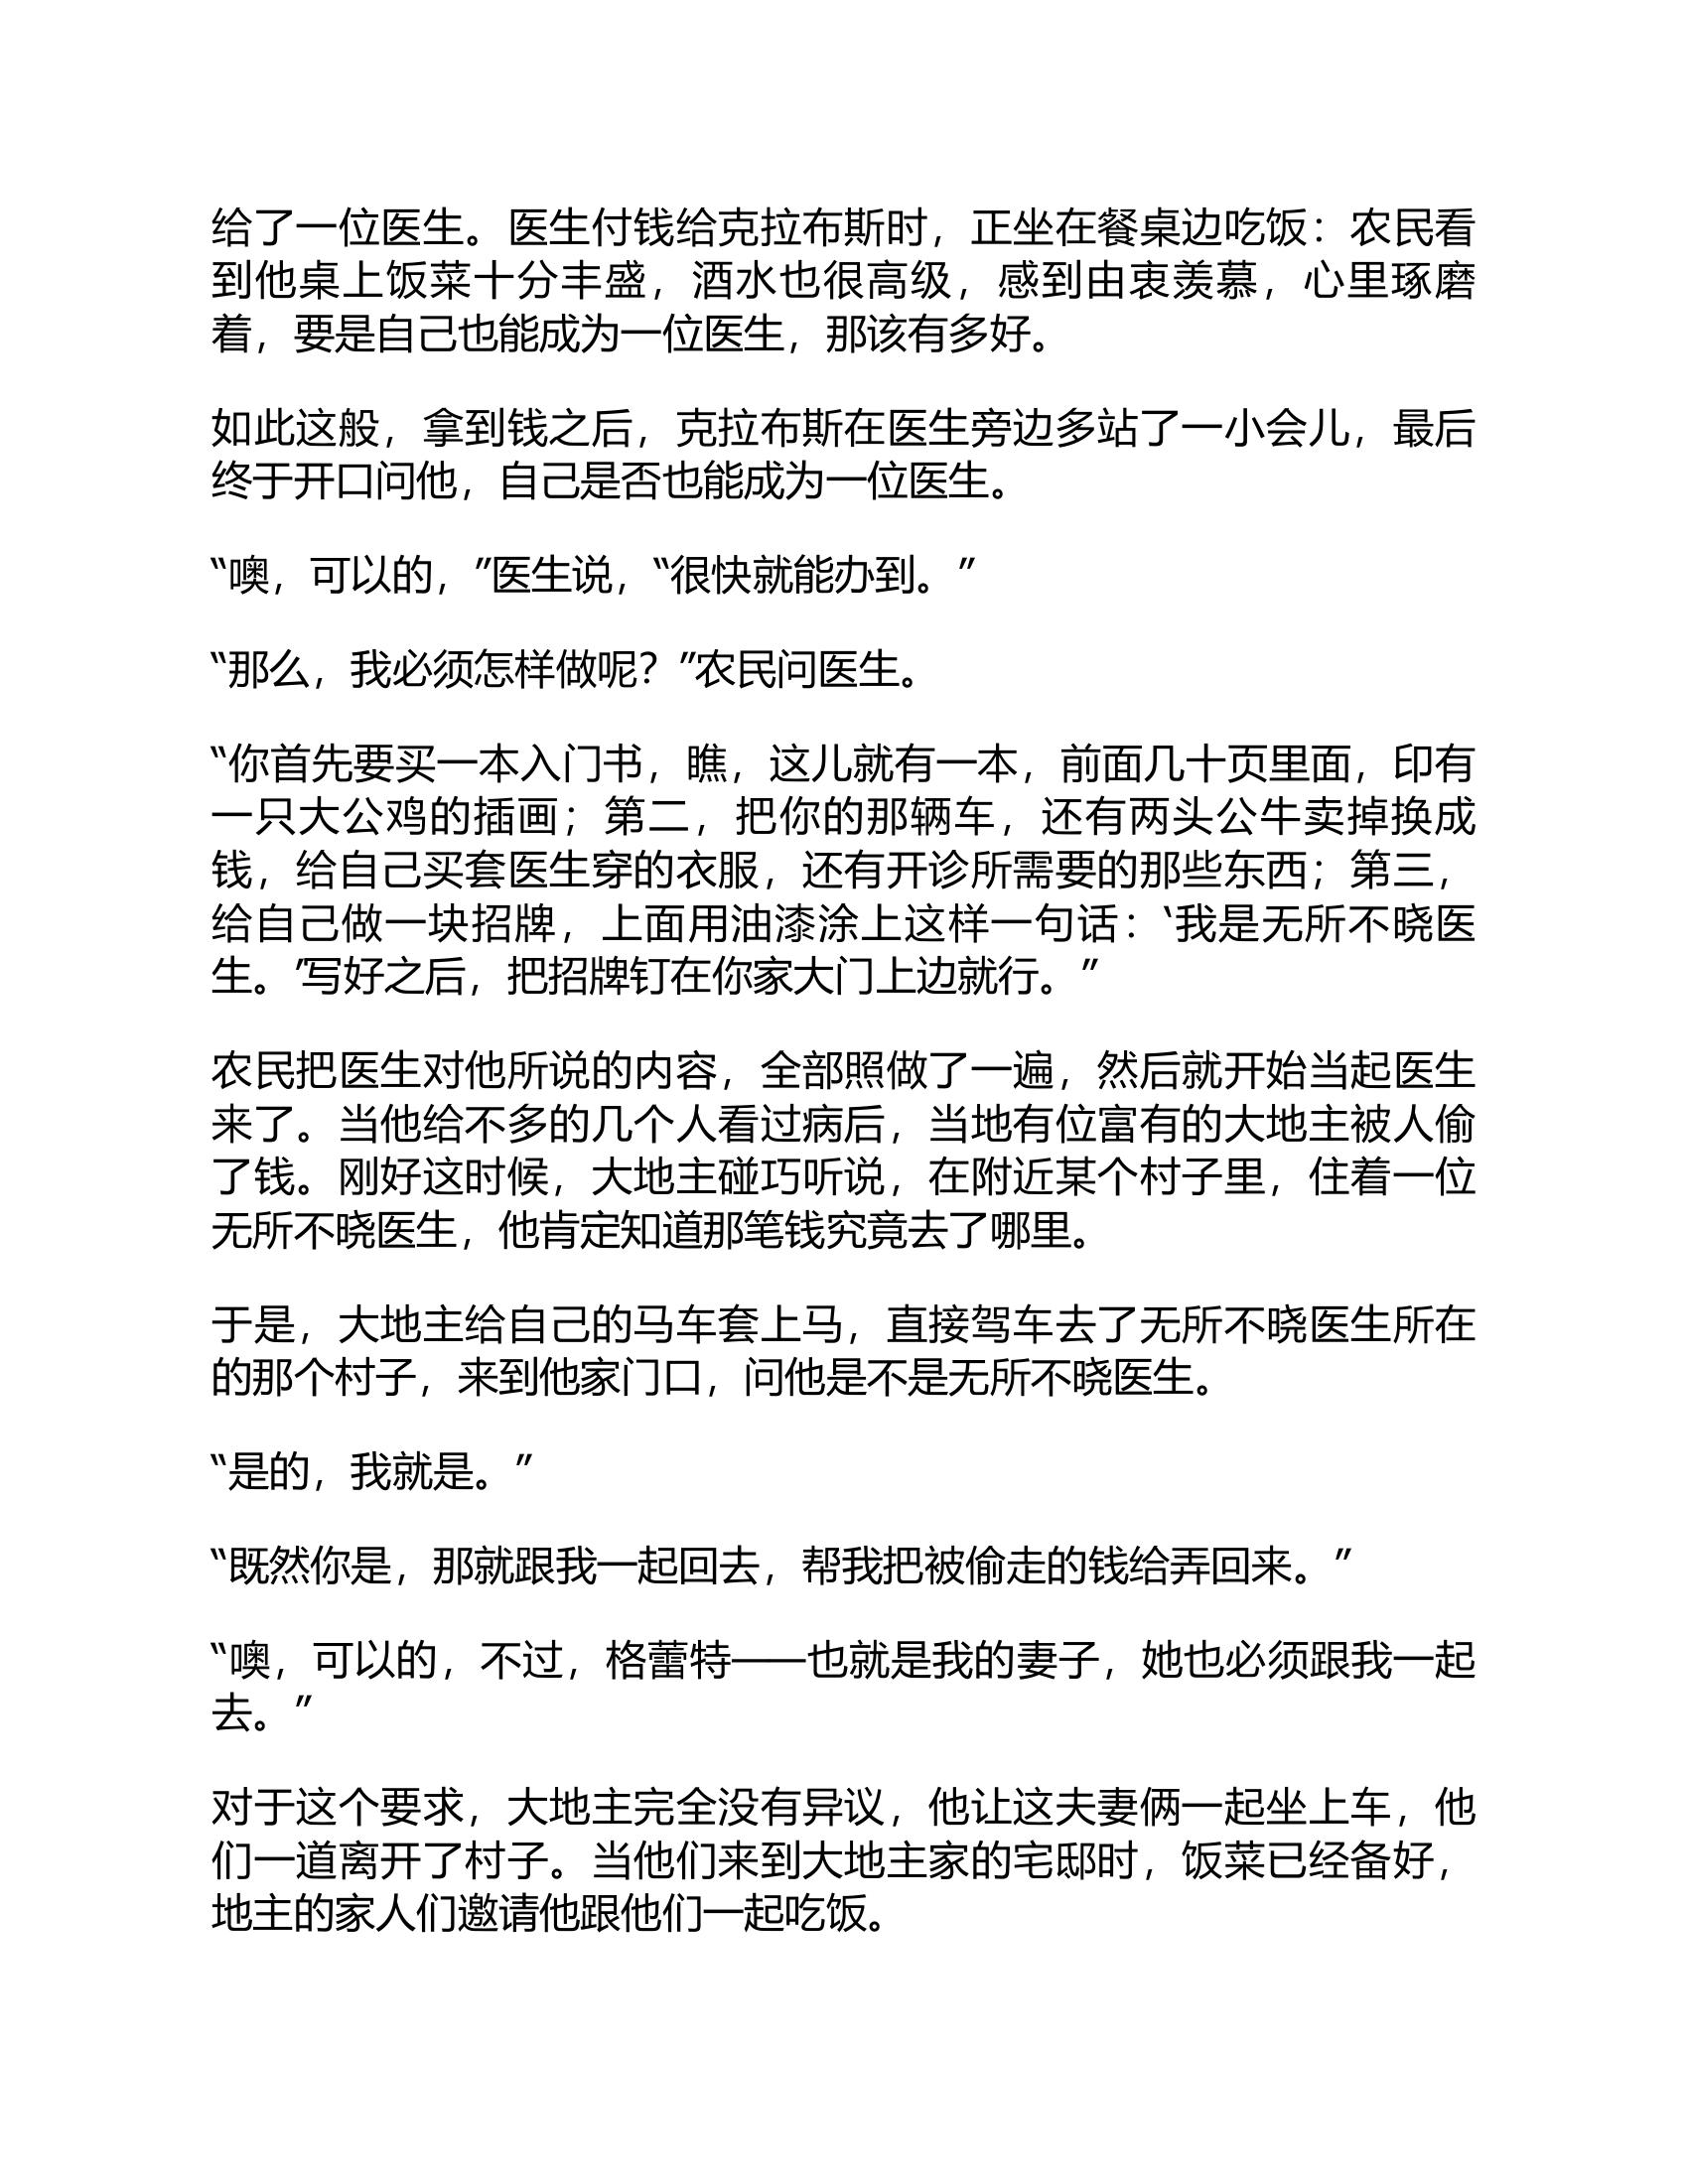 给了一位医生。医生付钱给克拉布斯时，正坐在餐桌边吃饭：农民看
到他桌上饭菜十分丰盛，酒水也很高级，感到由衷羡慕，心里琢磨
着，要是自己也能成为一位医生，那该有多好。
如此这般，拿到钱之后，克拉布斯在医生旁边多站了一小会儿，最后
终于开口问他，自己是否也能成为一位医生。
“噢，可以的，”医生说，“很快就能办到。”
“那么，我必须怎样做呢？”农民问医生。
“你首先要买一本入门书，瞧，这儿就有一本，前面几十页里面，印有
一只大公鸡的插画；第二，把你的那辆车，还有两头公牛卖掉换成
钱，给自己买套医生穿的衣服，还有开诊所需要的那些东西；第三，
给自己做一块招牌，上面用油漆涂上这样一句话：‘我是无所不晓医
生。’写好之后，把招牌钉在你家大门上边就行。”
农民把医生对他所说的内容，全部照做了一遍，然后就开始当起医生
来了。当他给不多的几个人看过病后，当地有位富有的大地主被人偷
了钱。刚好这时候，大地主碰巧听说，在附近某个村子里，住着一位
无所不晓医生，他肯定知道那笔钱究竟去了哪里。
于是，大地主给自己的马车套上马，直接驾车去了无所不晓医生所在
的那个村子，来到他家门口，问他是不是无所不晓医生。
“是的，我就是。”
“既然你是，那就跟我一起回去，帮我把被偷走的钱给弄回来。”
“噢，可以的，不过，格蕾特——也就是我的妻子，她也必须跟我一起
去。”
对于这个要求，大地主完全没有异议，他让这夫妻俩一起坐上车，他
们一道离开了村子。当他们来到大地主家的宅邸时，饭菜已经备好，
地主的家人们邀请他跟他们一起吃饭。